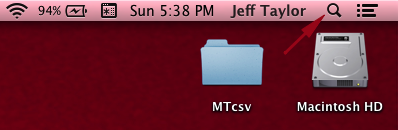 94% Sun 5:38 PM Jeff Taylor
MTcsv Macintosh HD